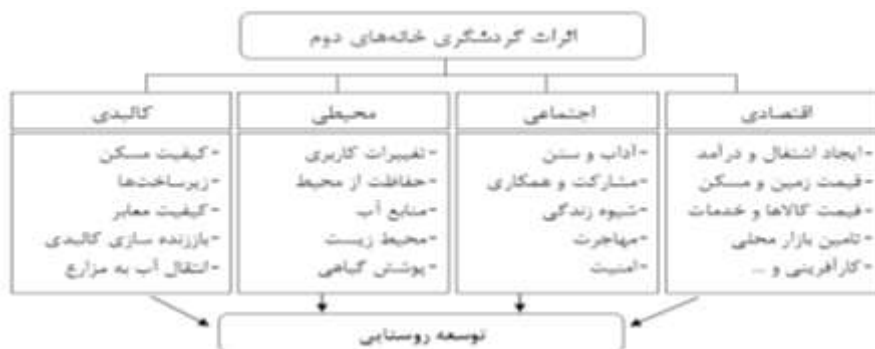 اثرات گردشگری خانه‌های دوم
اقتصادی
-ایجاد اشتغال و درآمد
-قیمت زمین و مسکن
-قیمت کالاها و خدمات
-تامین بازار محلی
-کارآفرینی و ...
اجتماعی
-آداب و سنن
-مشارکت و همکاری
-شیوه زندگی
-مهاجرت
-امنیت
محیطی
-تغییرات کاربری
-حفاظت از محیط
-منابع آب
-محیط زیست
-پوشش گیاهی
کالبدی
-کیفیت مسکن
-زیرساخت‌ها
-کیفیت معابر
-باززنده سازی کالبدی
-انتقال آب به مزارع
توسعه روستایی